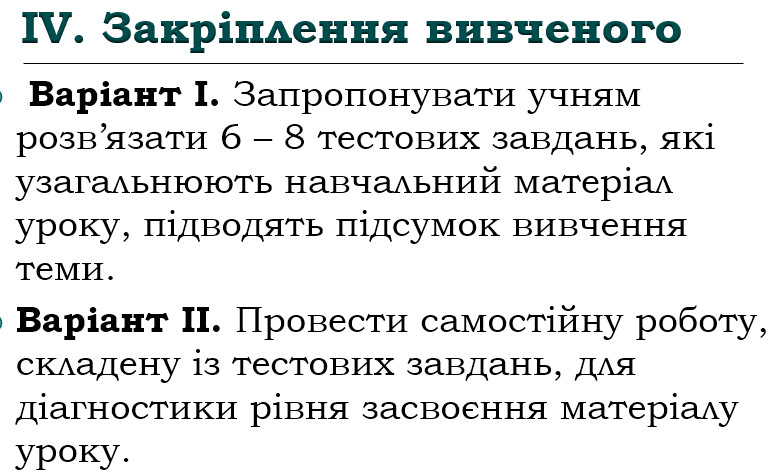 IV. Закріплення вивченого
Варіант І. Запропонувати учням
розв’язати 6 – 8 тестових завдань, які
узагальнюють навчальний матеріал
уроку, підводять підсумок вивчення
теми.
Варіант ІІ. Провести самостійну роботу,
складену із тестових завдань, для
діагностики рівня засвоєння матеріалу
уроку.